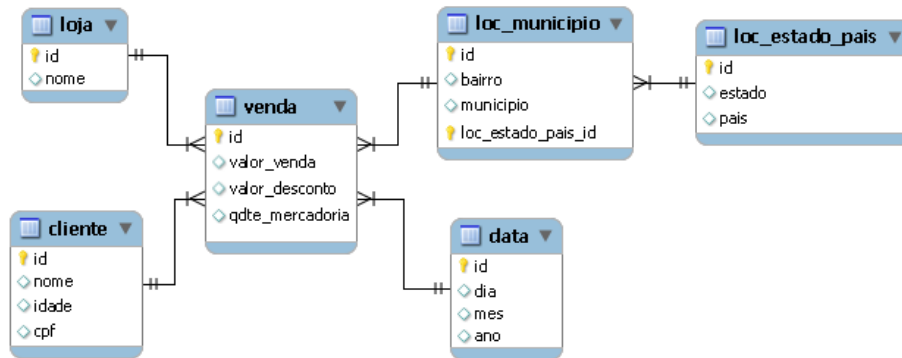 loja
id
nome
venda
id
valor_venda
valor_desconto
qdte_mercadoria
cliente
id
nome
idade
cpf
loc_municipio
id
bairro
municipio
loc_estado_pais_id
loc_estado_pais
id
estado
pais
data
id
dia
mes
ano